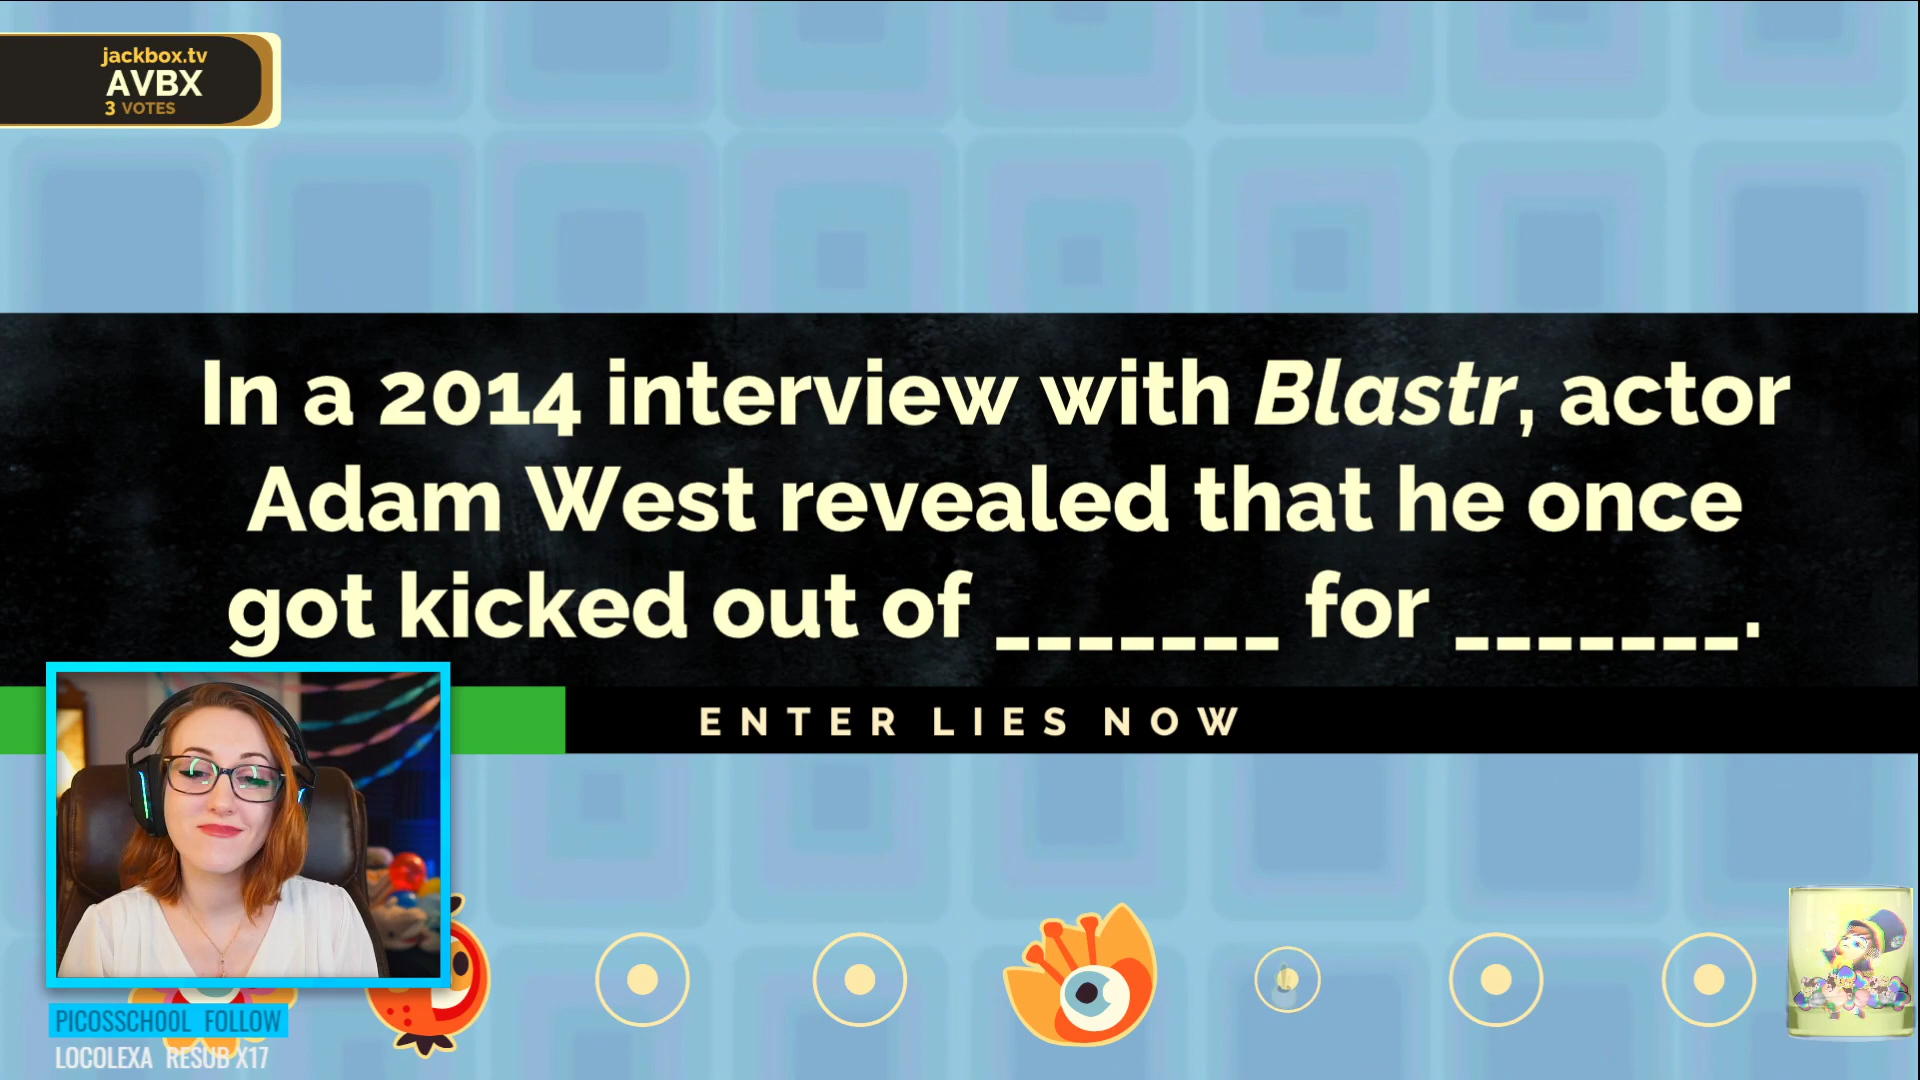 jackbox.tv
AVBX
3 VOTES
In a 2014 interview with Blastr, actor
Adam West revealed that he once
got kicked out of _______ for _______.
ENTER LIES NOW
PICOSSCHOOL FOLLOW
LOCOLEXA RESUB X17